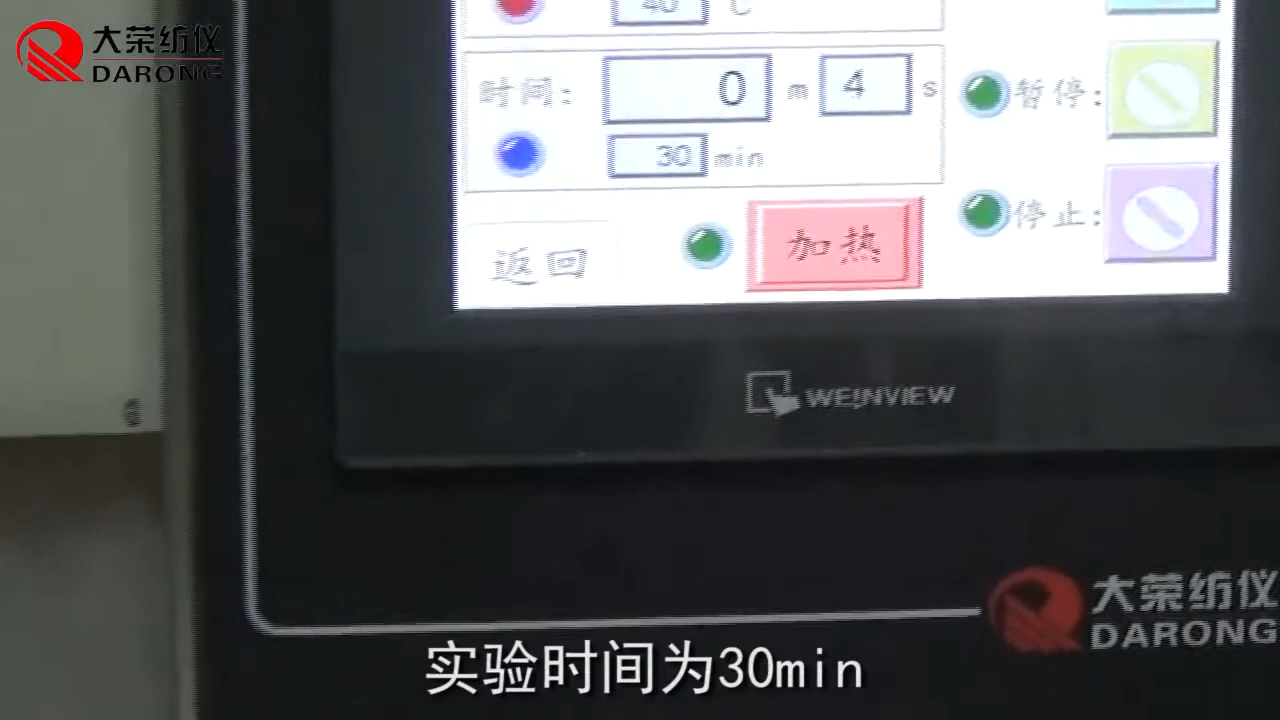 大荣纺仪
DARONG
40 ℃
时间: 0 m 4 s
30 min
暂停:
停止:
返回
加热
WEINVIEW
大荣纺仪
DARONG
实验时间为30min